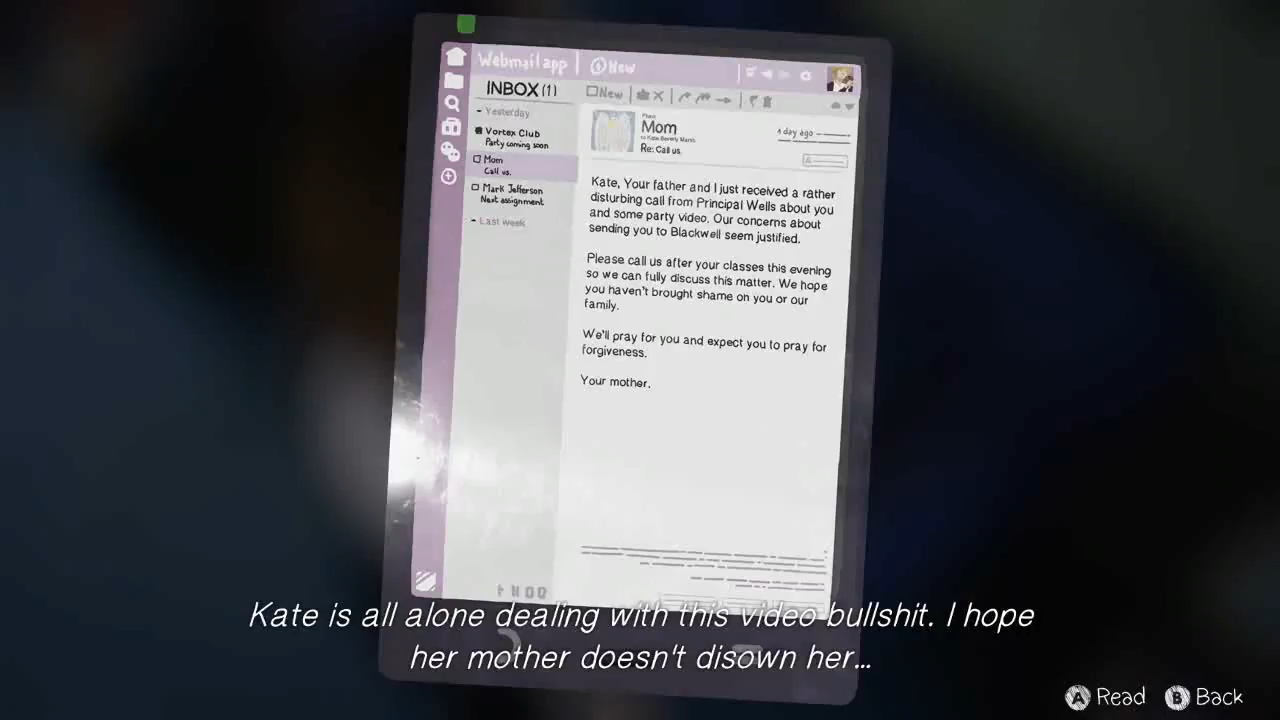 Webmail app
New
INBOX (1)
- Yesterday
Vortex Club
Party coming soon
Mom
Call us.
Mark Jefferson
Next assignment
- Last week
New
From
Mom
to Kate Beverly Marsh
Re: Call us.
1 day ago
Kate, Your father and I just received a rather
disturbing call from Principal Wells about you
and some party video. Our concerns about
sending you to Blackwell seem justified.
Please call us after your classes this evening
so we can fully discuss this matter. We hope
you haven't brought shame on you or our
family.
We'll pray for you and expect you to pray for
forgiveness.
Your mother.
Kate is all alone dealing with this video bullshit. I hope
her mother doesn't disown her...
A Read B Back